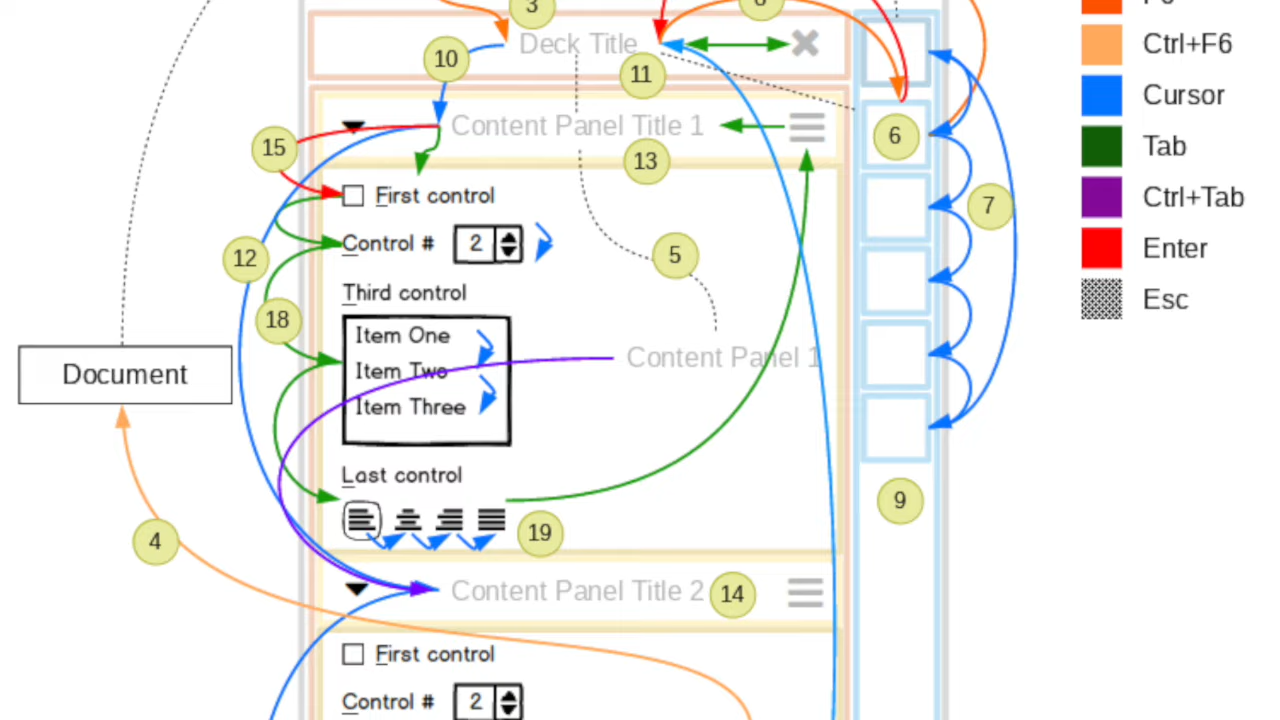 3
Deck Title
10
11
Content Panel Title 1
15
13
6
First control
7
Control #
2
12
5
Third control
18
Item One
Document
Item Two
Content Panel 1
Item Three
Last control
9
19
4
Content Panel Title 2
14
First control
Control #
2
Ctrl+F6
Cursor
Tab
Ctrl+Tab
Enter
Esc